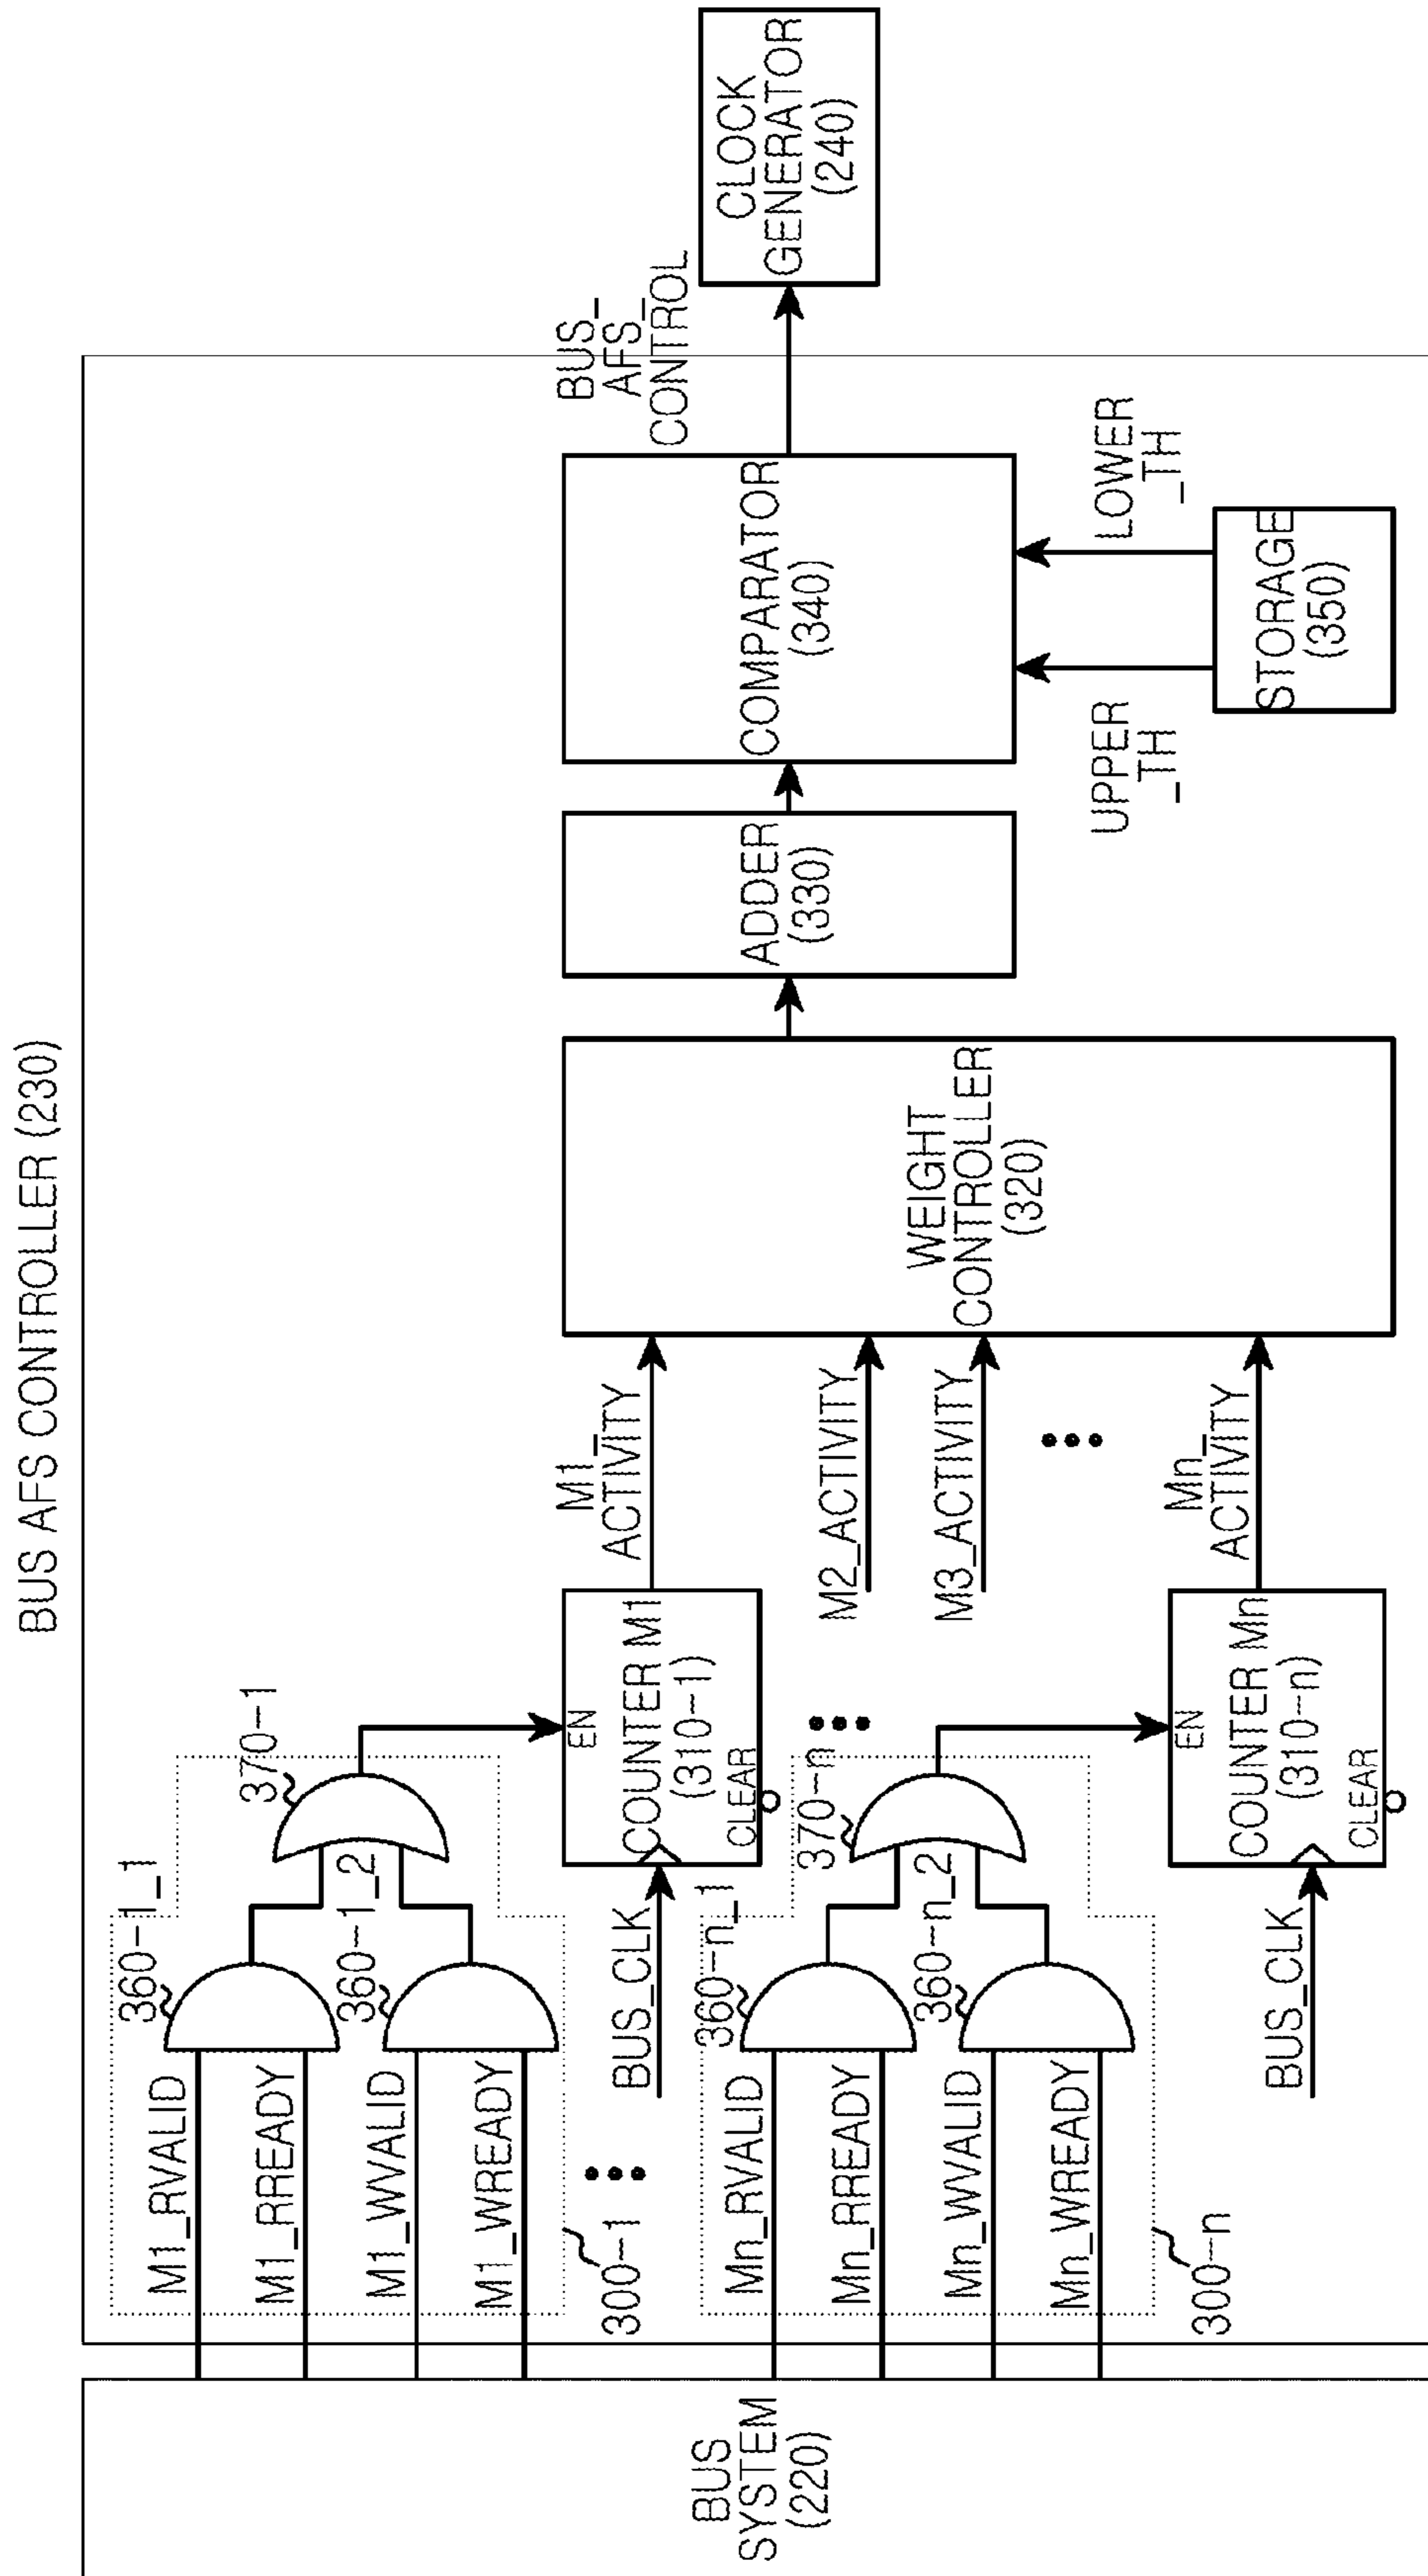 BUS AFS CONTROLLER (230)
BUS
SYSTEM
(220)
M1_RVALID
M1_RREADY
M1_WVALID
M1_WREADY
360-1_1
360-1_2
370-1
300-1
BUS_CLK
EN
COUNTER M1
(310-1)
CLEAR
M1_
ACTIVITY
M2_ACTIVITY
M3_ACTIVITY
Mn_RVALID
Mn_RREADY
Mn_WVALID
Mn_WREADY
360-n_1
360-n_2
370-n
300-n
BUS_CLK
EN
COUNTER Mn
(310-n)
CLEAR
Mn_
ACTIVITY
WEIGHT
CONTROLLER
(320)
ADDER
(330)
COMPARATOR
(340)
UPPER
_TH
LOWER
_TH
STORAGE
(350)
BUS_
AFS_
CONTROL
CLOCK
GENERATOR
(240)